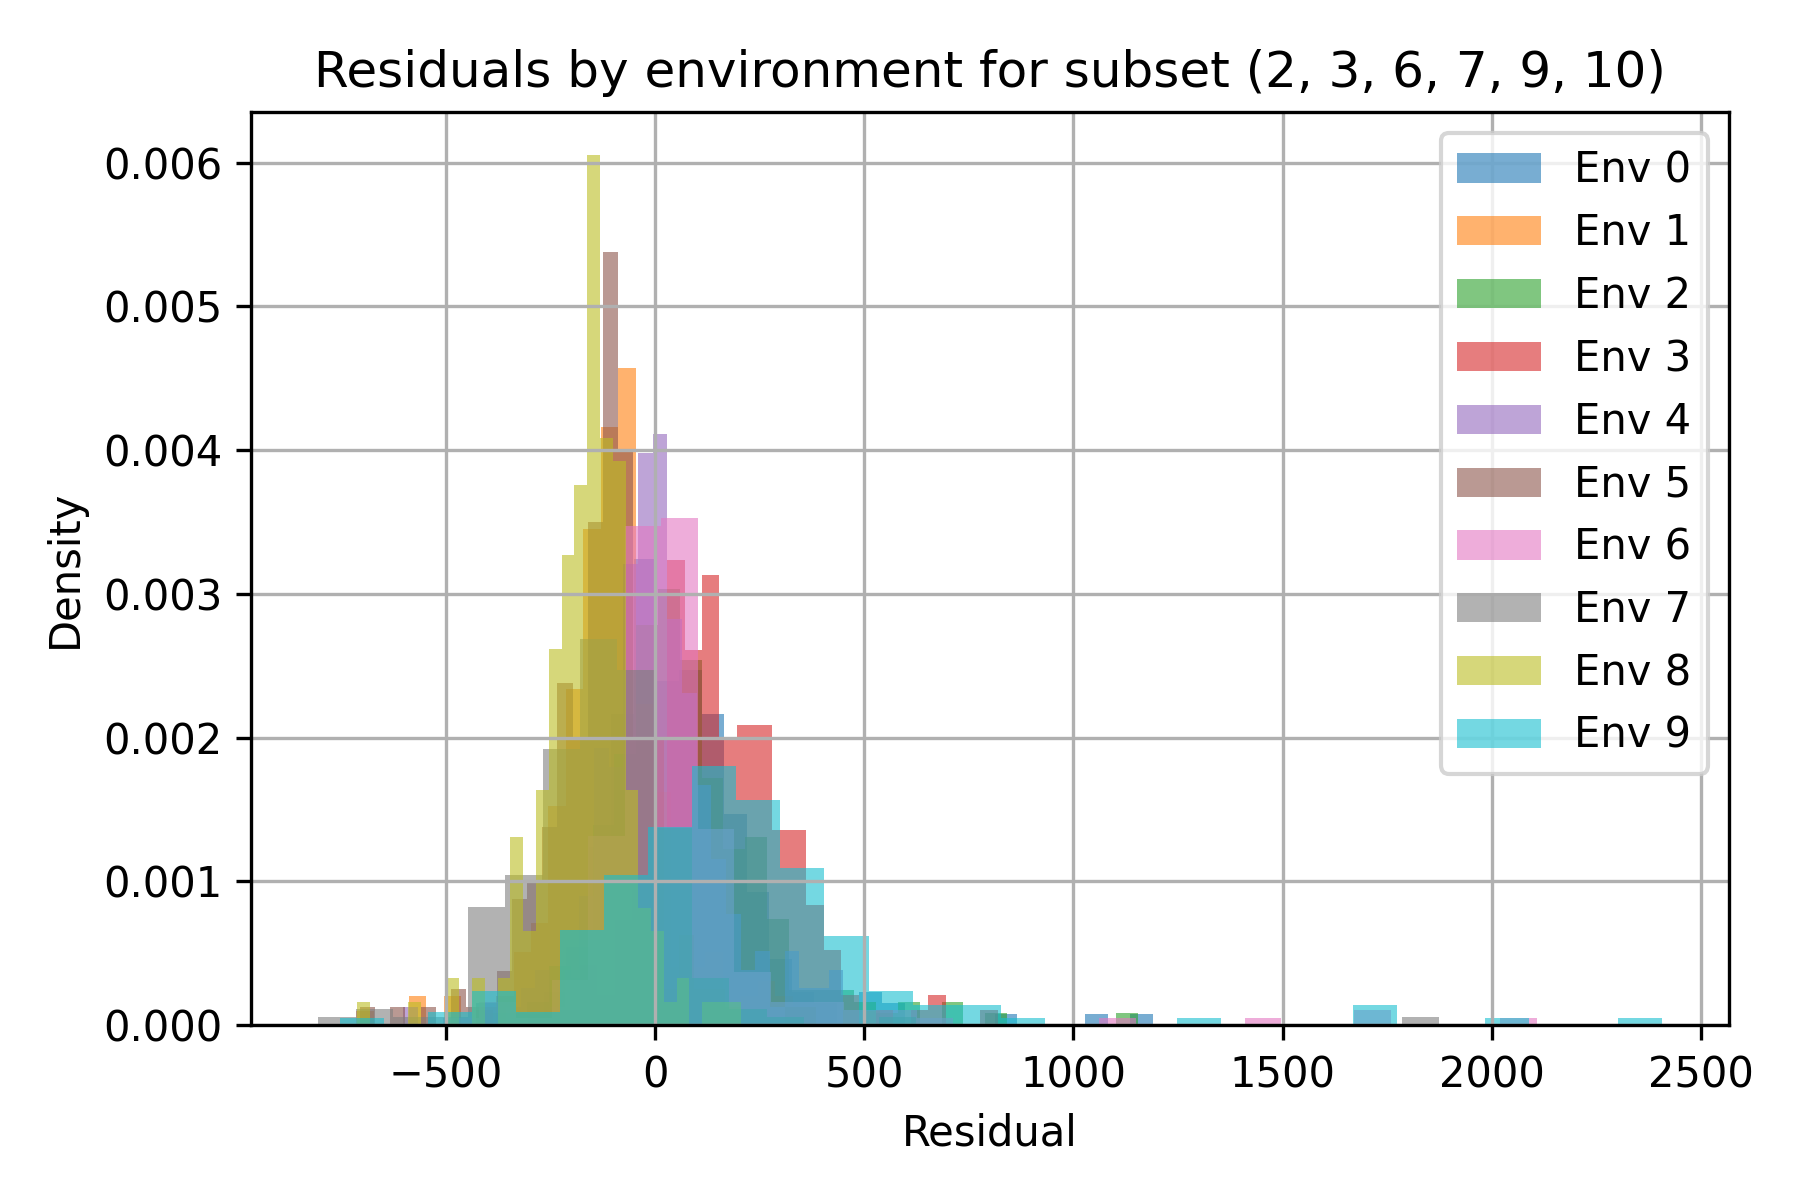 Residuals by environment for subset (2, 3, 6, 7, 9, 10)
0.006
0.005
0.004
0.003
0.002
0.001
0.000
Density
−500
0
500
1000
1500
2000
2500
Residual
Env 0
Env 1
Env 2
Env 3
Env 4
Env 5
Env 6
Env 7
Env 8
Env 9